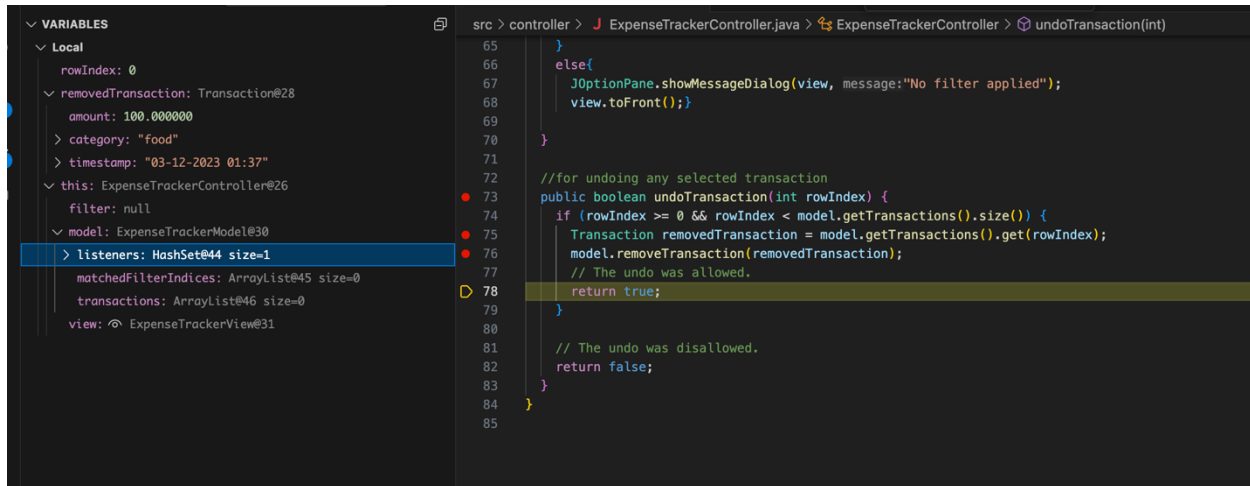 VARIABLES
Local
rowIndex: 0
removedTransaction: Transaction@28
amount: 100.000000
category: "food"
timestamp: "03-12-2023 01:37"
this: ExpenseTrackerController@26
filter: null
model: ExpenseTrackerModel@30
listeners: HashSet@44 size=1
matchedFilterIndices: ArrayList@45 size=0
transactions: ArrayList@46 size=0
view: ExpenseTrackerView@31
src > controller > J ExpenseTrackerController.java > ExpenseTrackerController > undoTransaction(int)
65 }
66 else{
67 JOptionPane.showMessageDialog(view, message:"No filter applied");
68 view.toFront();}
69
70 }
71
72 //for undoing any selected transaction
73 public boolean undoTransaction(int rowIndex) {
74 if (rowIndex >= 0 && rowIndex < model.getTransactions().size()) {
75 Transaction removedTransaction = model.getTransactions().get(rowIndex);
76 model.removeTransaction(removedTransaction);
77 // The undo was allowed.
78 return true;
79 }
80
81 // The undo was disallowed.
82 return false;
83 }
84 }
85